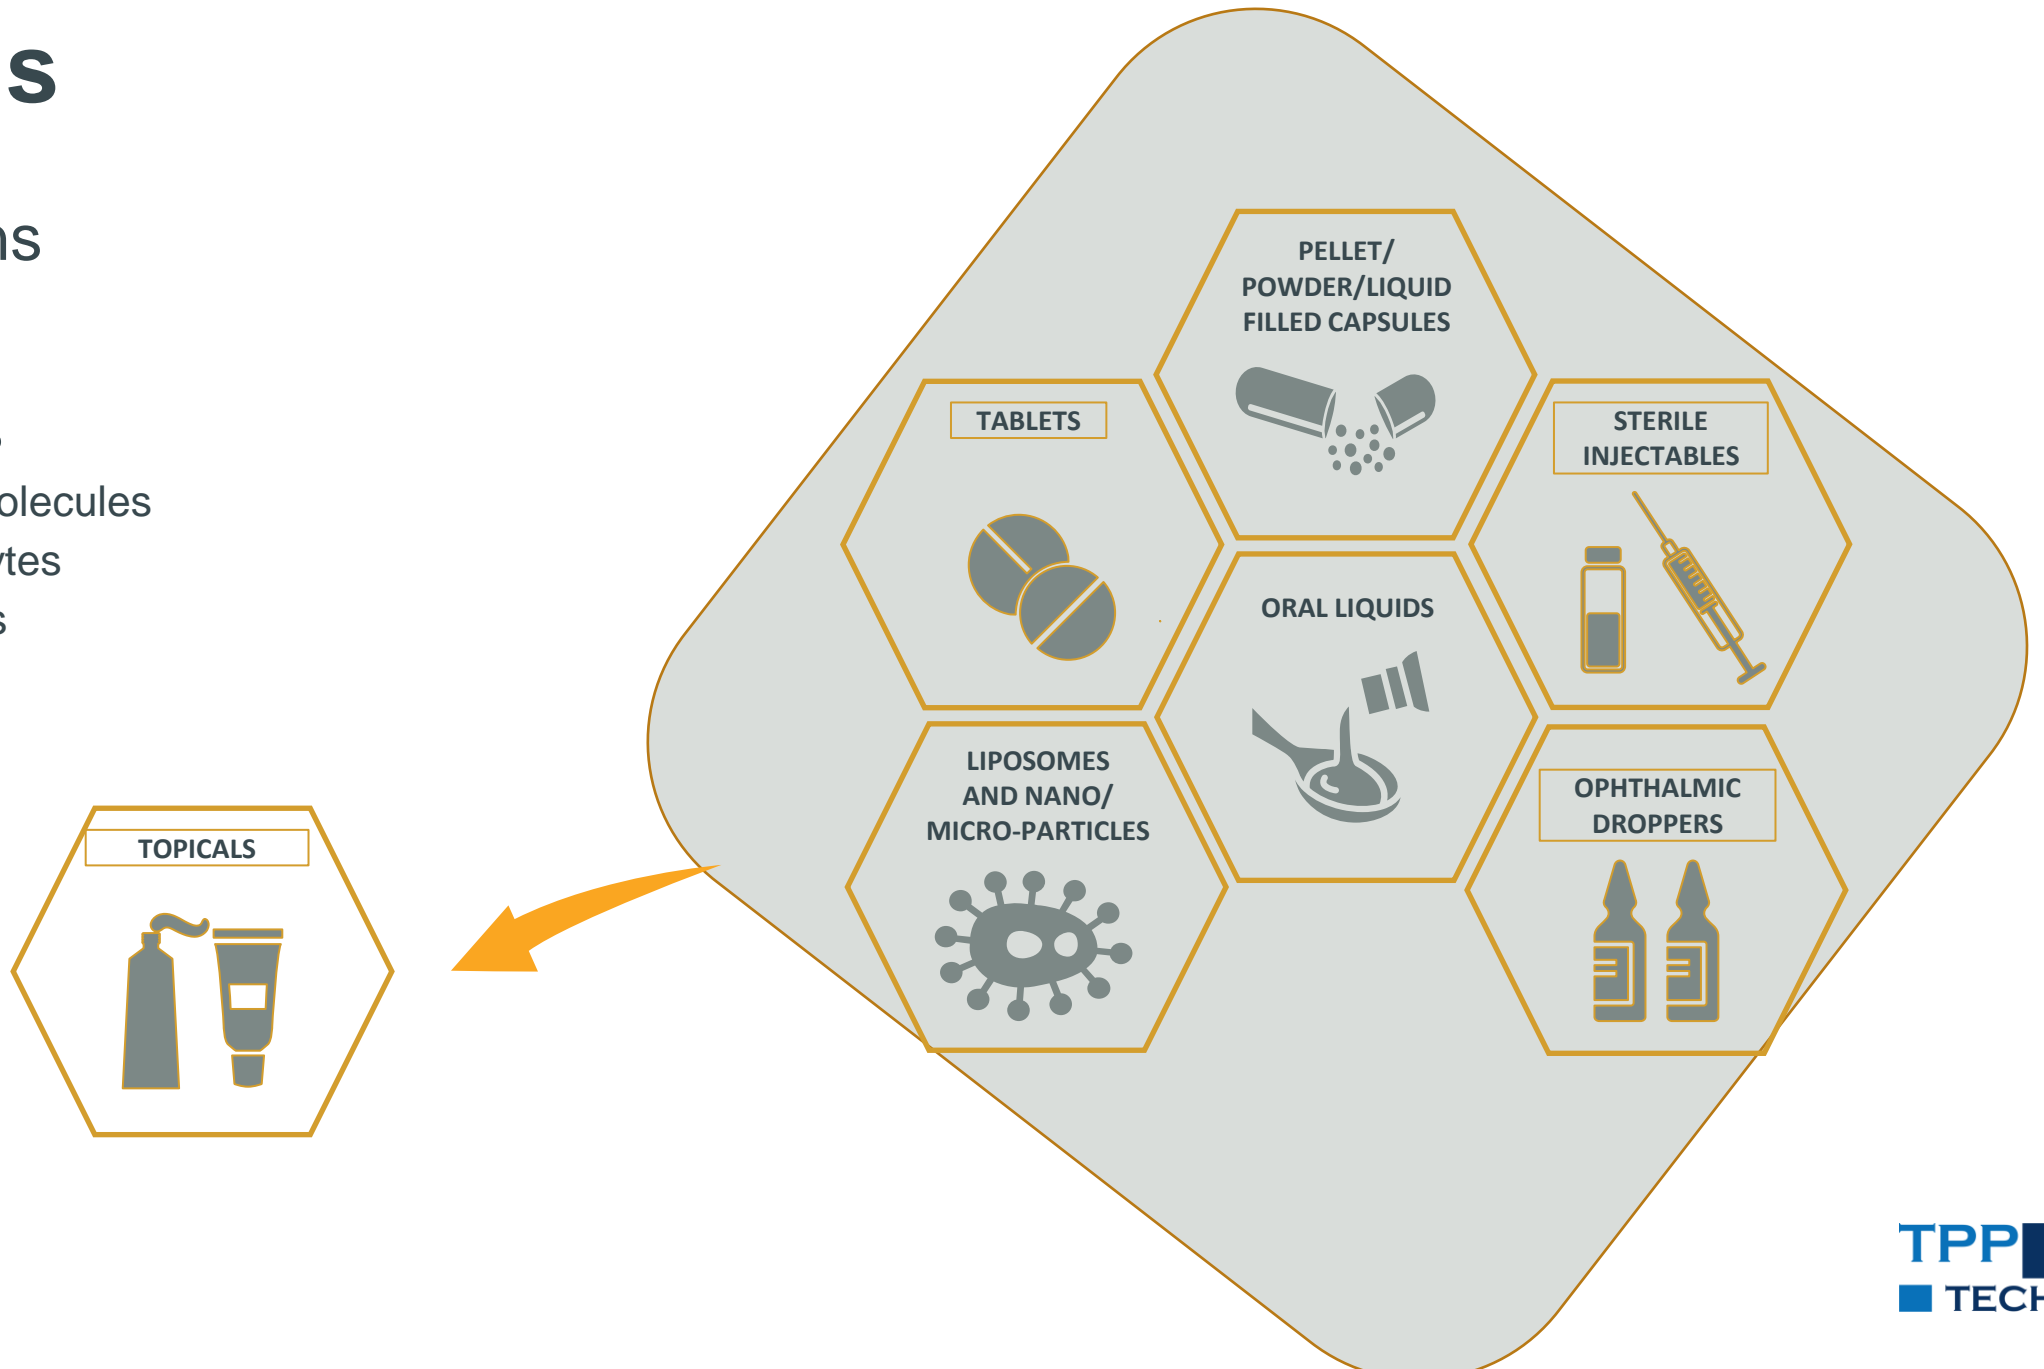 s
ns
olecules
ytes
s
PELLET/
POWDER/LIQUID
FILLED CAPSULES
TABLETS
STERILE
INJECTABLES
ORAL LIQUIDS
LIPOSOMES
AND NANO/
MICRO-PARTICLES
OPHTHALMIC
DROPPERS
TOPICALS
TPP
TECH